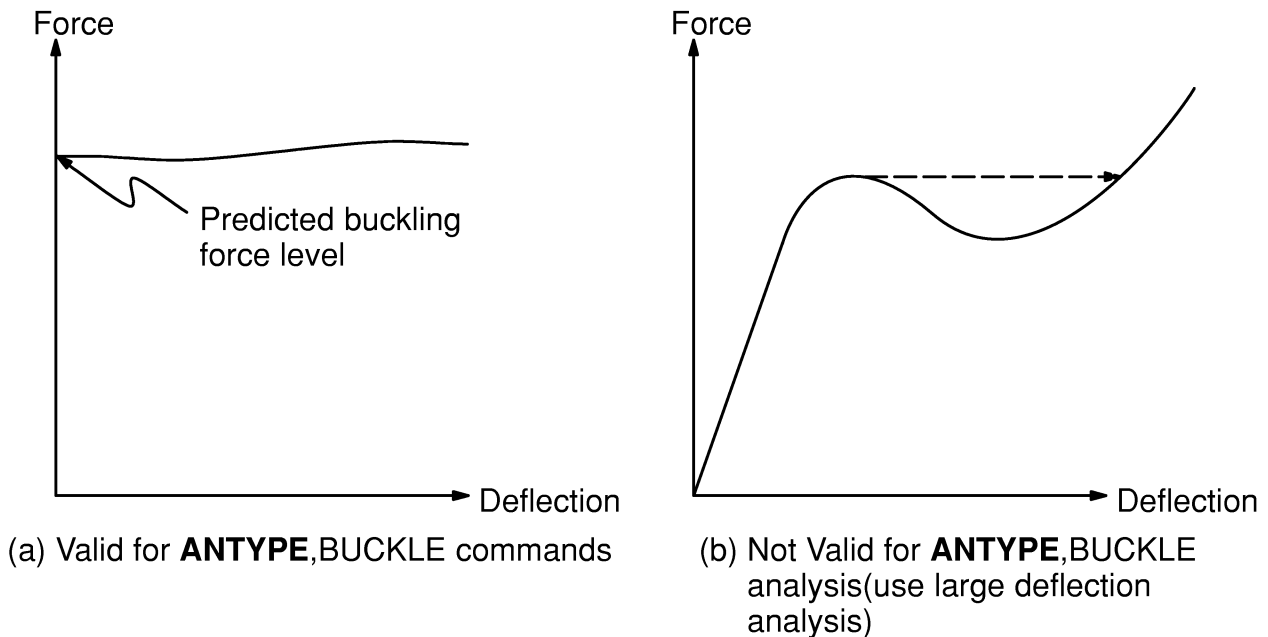 Force
Predicted buckling
force level
Deflection
(a) Valid for ANTYPE,BUCKLE commands
Force
Deflection
(b) Not Valid for ANTYPE,BUCKLE
analysis(use large deflection
analysis)